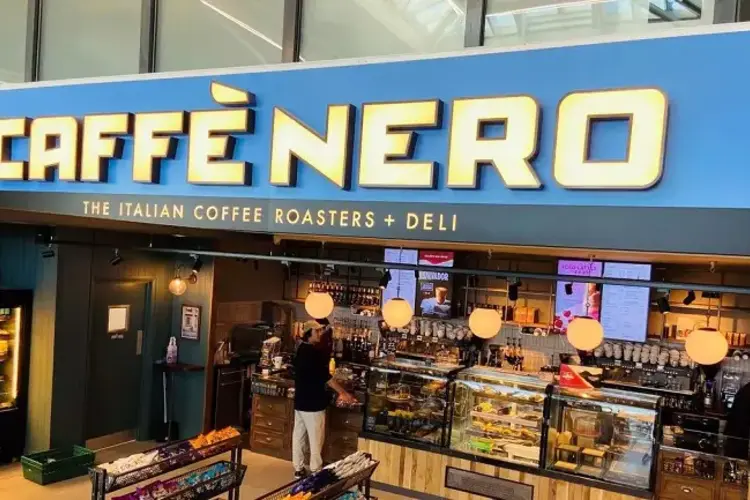 CAFFÈ NERO
THE ITALIAN COFFEE ROASTERS + DELI